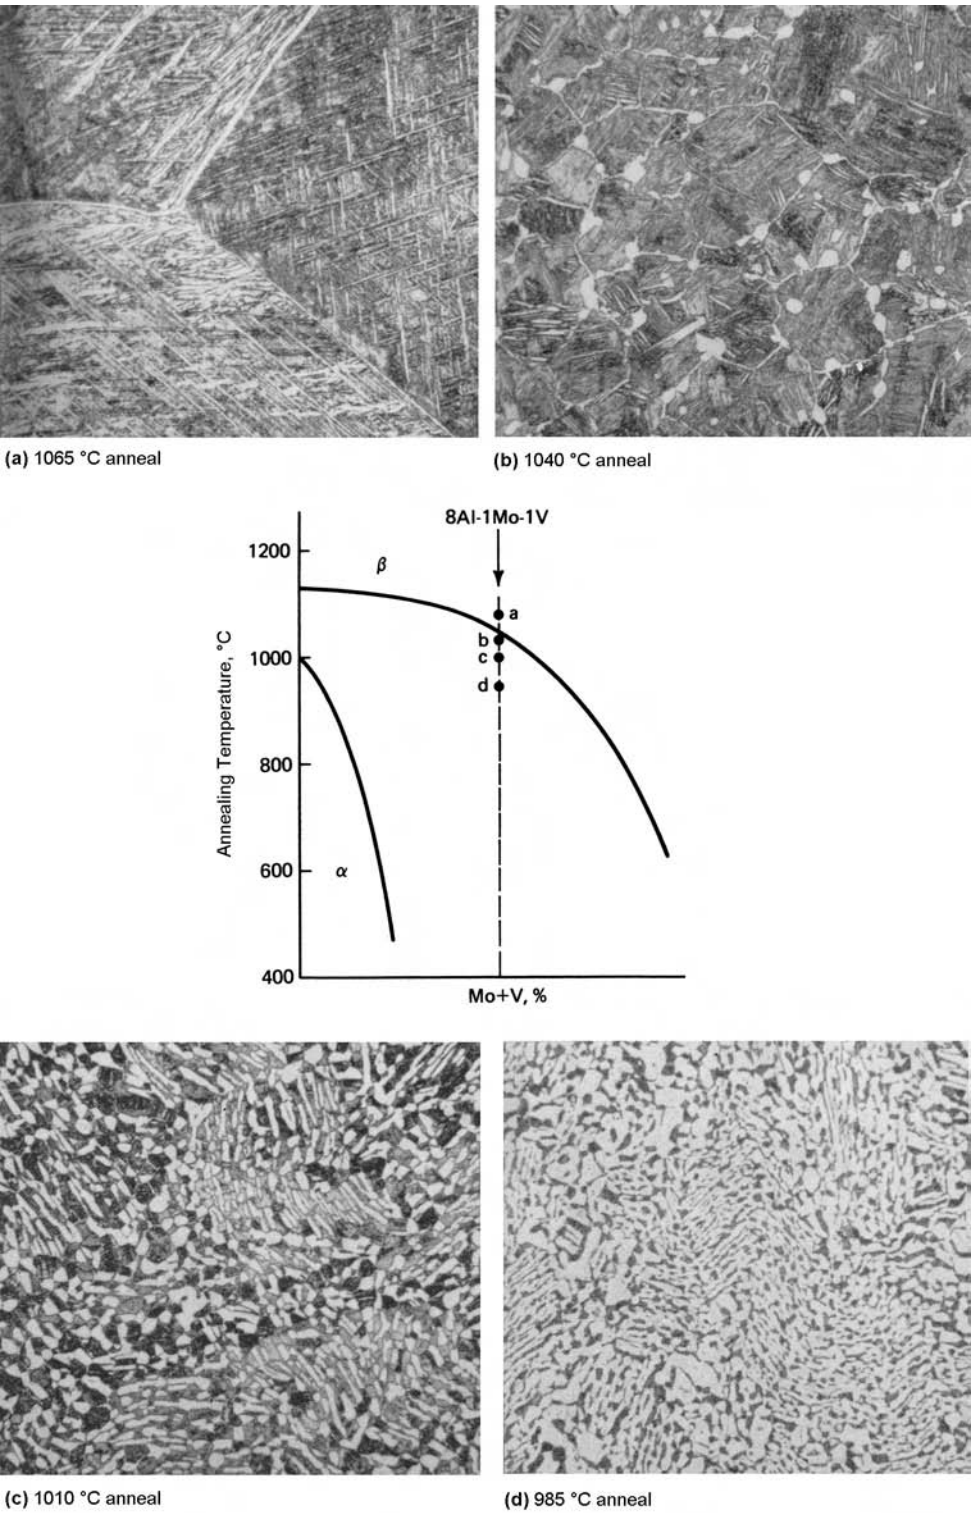 (a) 1065 °C anneal
(b) 1040 °C anneal
8Al-1Mo-1V
1200
β
a
b
1000
c
d
Annealing Temperature, °C
800
600
α
400
Mo+V, %
(c) 1010 °C anneal
(d) 985 °C anneal